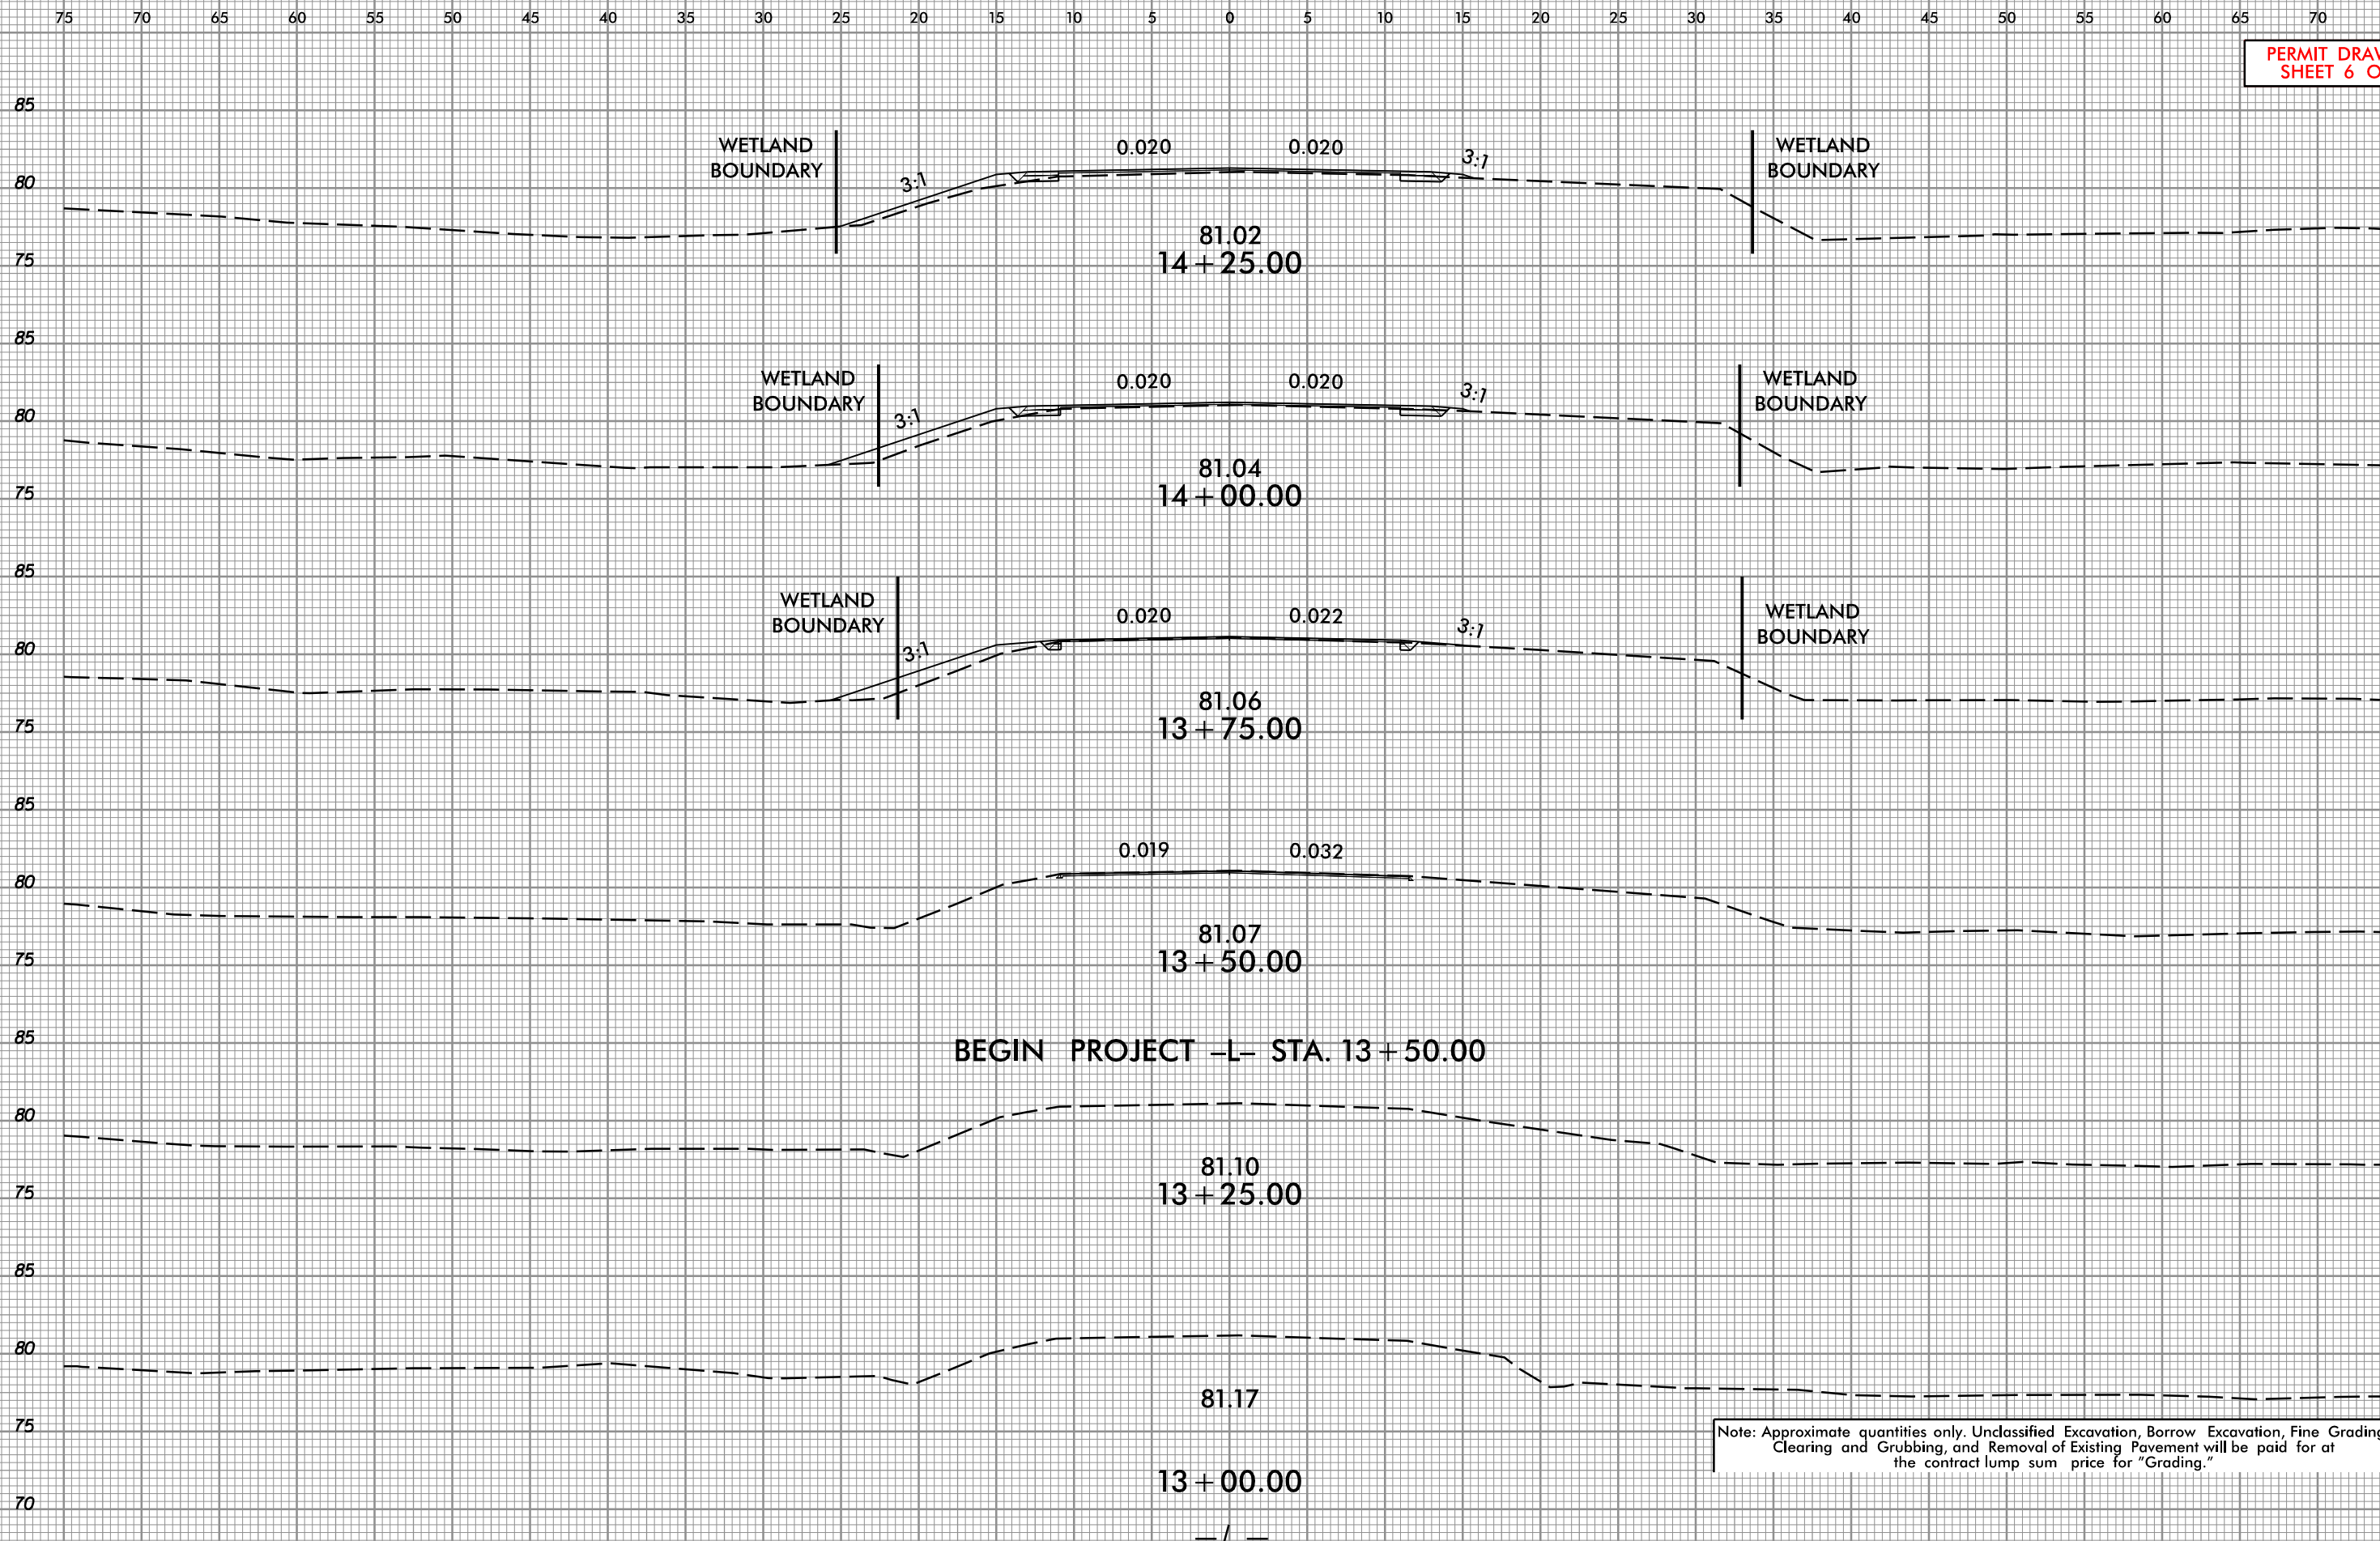 75 70 65 60 55 50 45 40 35 30 25 20 15 10 5 0 5 10 15 20 25 30 35 40 45 50 55 60 65 70
PERMIT DRAW
SHEET 6 O
85
WETLAND
BOUNDARY
0.020
0.020
3:1
3:1
WETLAND
BOUNDARY
80
81.02
14+25.00
75
85
WETLAND
BOUNDARY
0.020
0.020
3:1
3:1
WETLAND
BOUNDARY
80
81.04
14+00.00
75
85
WETLAND
BOUNDARY
0.020
0.022
3:1
3:1
WETLAND
BOUNDARY
80
81.06
13+75.00
75
85
0.019
0.032
80
81.07
13+50.00
75
85
BEGIN PROJECT -L- STA. 13+50.00
80
81.10
13+25.00
75
85
80
81.17
75
Note: Approximate quantities only. Unclassified Excavation, Borrow Excavation, Fine Grading
Clearing and Grubbing, and Removal of Existing Pavement will be paid for at
the contract lump sum price for "Grading."
13+00.00
70